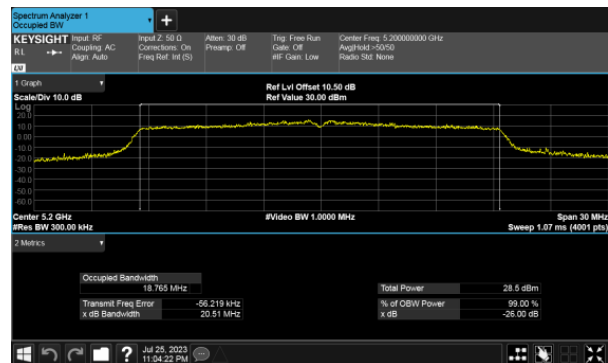 Spectrum Analyzer 1
Occupied BW
KEYSIGHT Input: RF Input Z: 50 Ω Atten: 30 dB Trig: Free Run Center Freq: 5.200000000 GHz
RL Coupling: AC Corrections: On Preamp: Off Gate: Off Avg|Hold:>50/50
Align: Auto Freq Ref: Int (S) #IF Gain: Low Radio Std: None
1 Graph
Ref Lvl Offset 10.50 dB
Scale/Div 10.0 dB Ref Value 30.00 dBm
Log
20.0
10.0
0.00
-10.0
-20.0
-30.0
-40.0
-50.0
-60.0
Center 5.2 GHz #Video BW 1.0000 MHz Span 30 MHz
#Res BW 300.00 kHz Sweep 1.07 ms (4001 pts)
2 Metrics
Occupied Bandwidth
18.765 MHz Total Power 28.5 dBm
Transmit Freq Error -56.219 kHz % of OBW Power 99.00 %
x dB Bandwidth 20.51 MHz x dB -26.00 dB
? Jul 25, 2023
11:04:22 PM